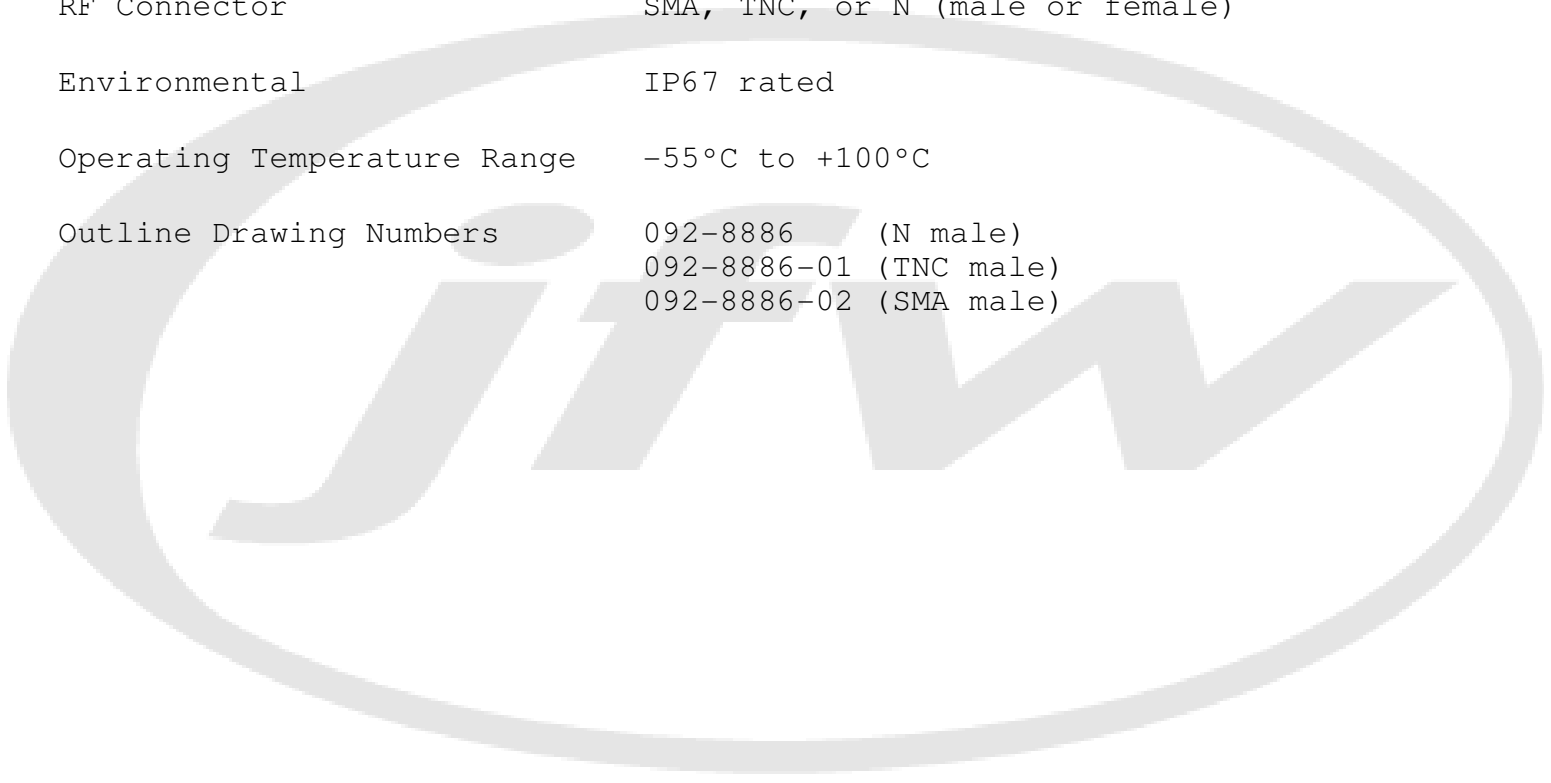 RF Connector SMA, TNC, or N (male or female)
Environmental IP67 rated
Operating Temperature Range -55°C to +100°C
Outline Drawing Numbers 092-8886 (N male)
092-8886-01 (TNC male)
092-8886-02 (SMA male)
jfw